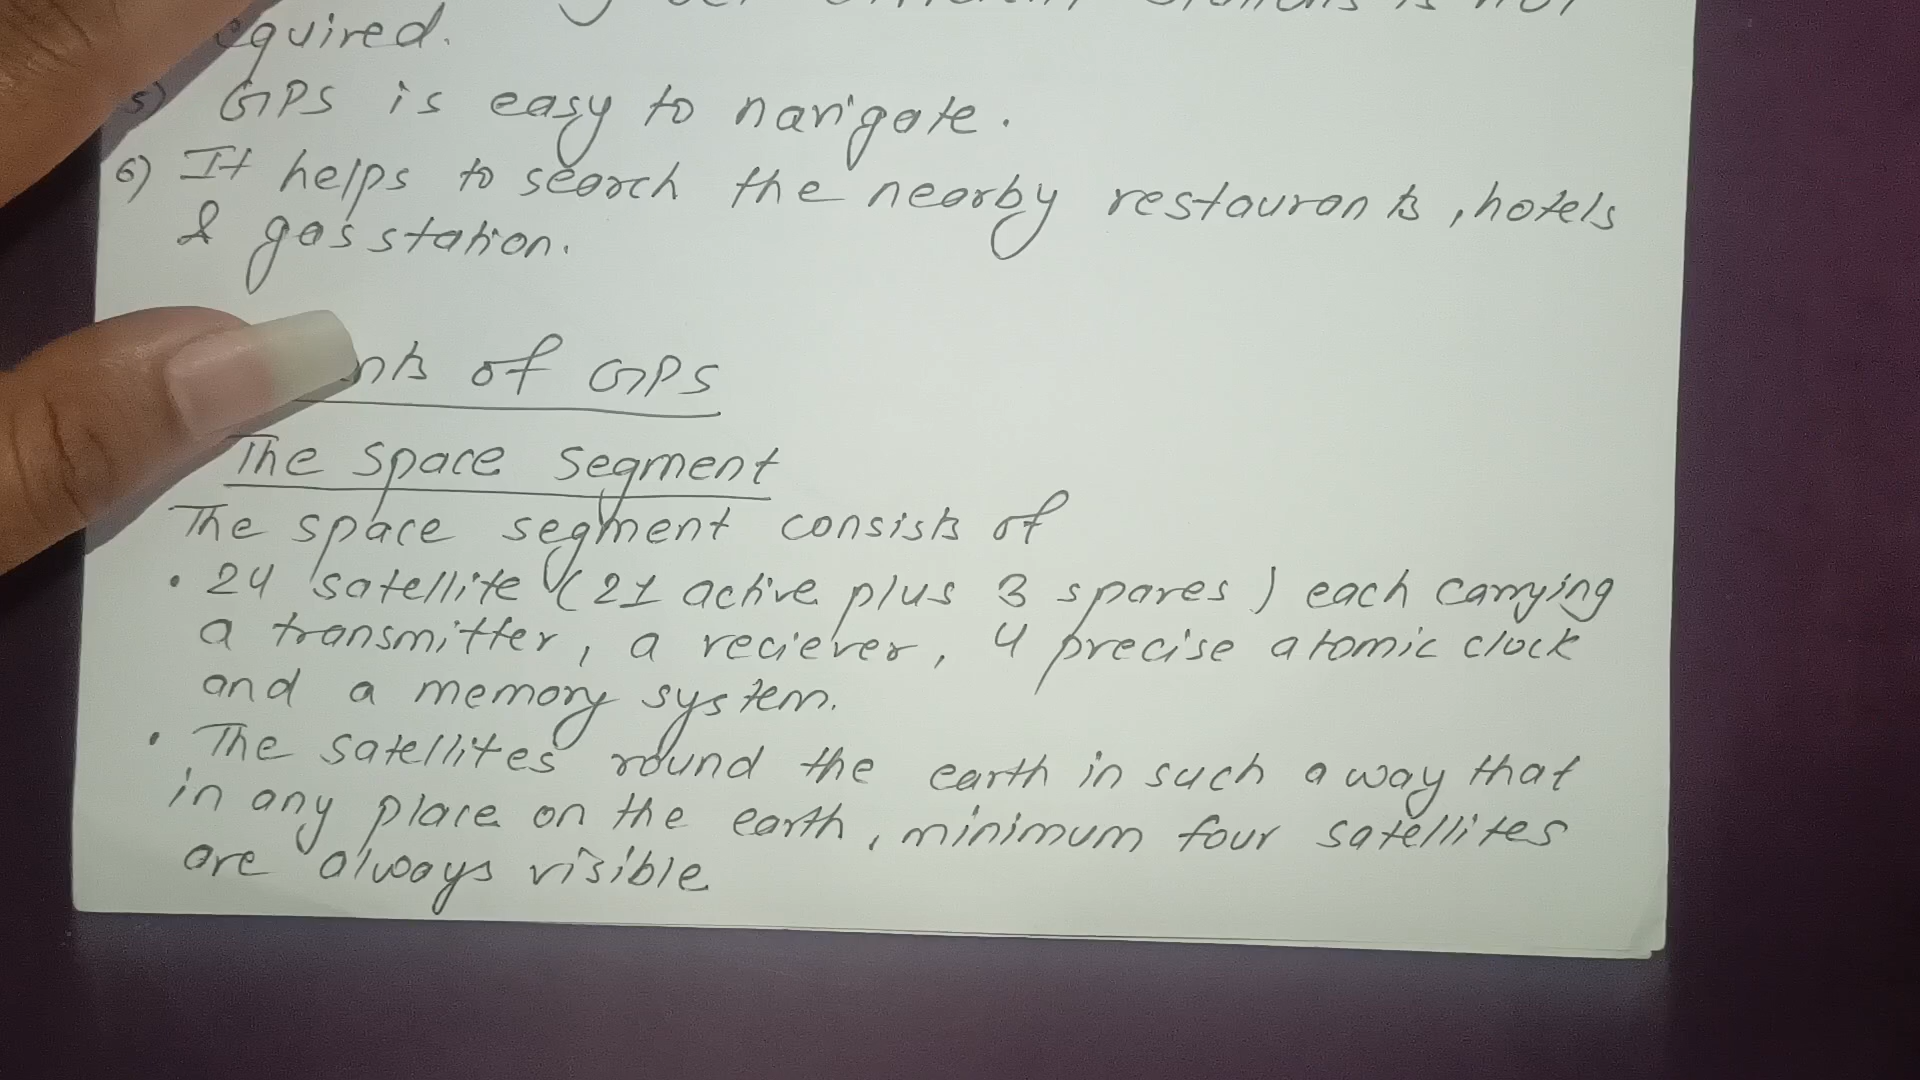 equired.
5) GPS is easy to navigate.
6) It helps to search the nearby restaurants, hotels
& gas station.
of GPS
The space segment
The space segment consists of
• 24 satellite (21 active plus 3 spares) each carrying
a transmitter, a reciever, 4 precise atomic clock
and a memory system.
• The satellites round the earth in such a way that
in any place on the earth, minimum four satellites
are always visible